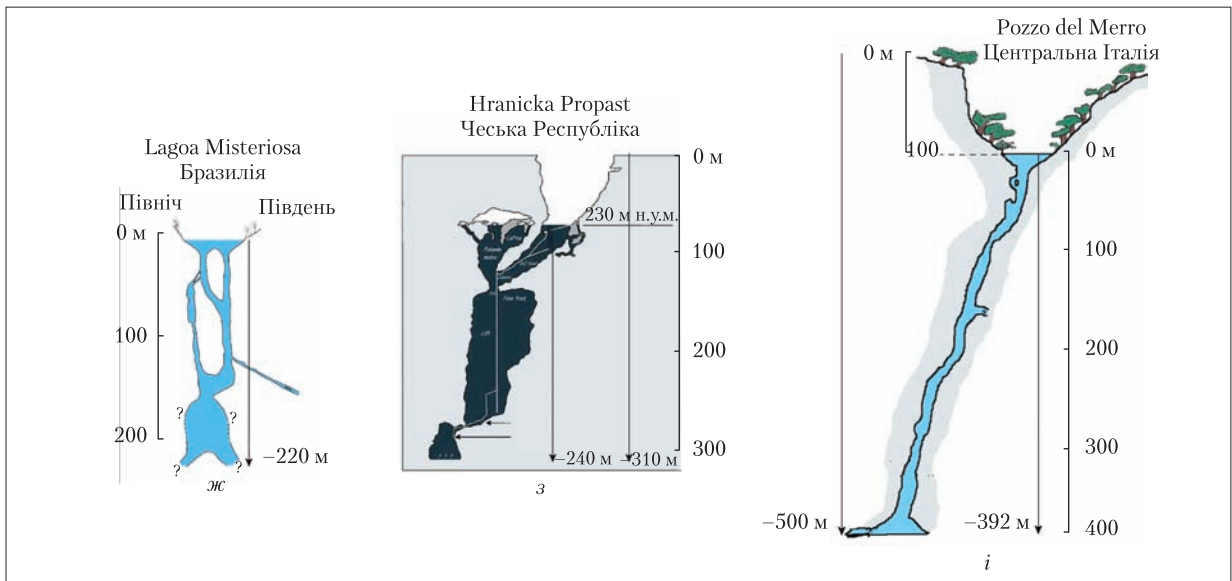 Lagoa Misteriosa
Бразилія
Північ
Південь
0 м
100
200
?
?
?
?
−220 м
ж
Hranicka Propast
Чеська Республіка
0 м
230 м н.у.м.
100
200
300
−240 м
−310 м
з
Pozzo del Merro
Центральна Італія
0 м
100
0 м
100
200
300
400
−500 м
−392 м
і